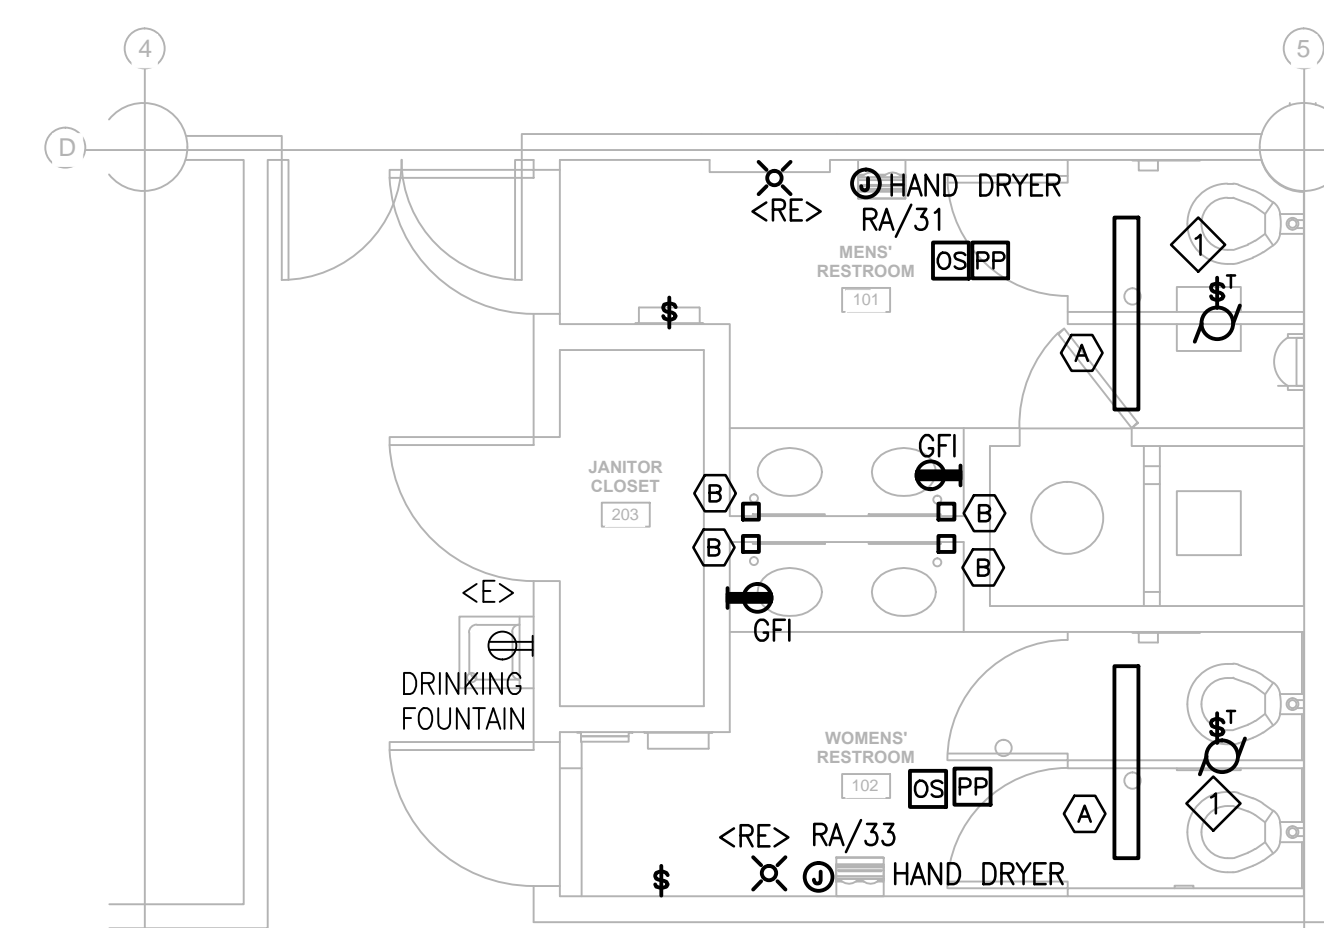 4
5
D
J HAND DRYER
<RE>
RA/31
1
OS PP
MENS'
RESTROOM
101
$T
$
A
GFI
JANITOR
CLOSET
203
B
B
B
B
<E>
GFI
DRINKING
FOUNTAIN
$T
WOMENS'
RESTROOM
102
OS PP
1
A
<RE> RA/33
$
J HAND DRYER